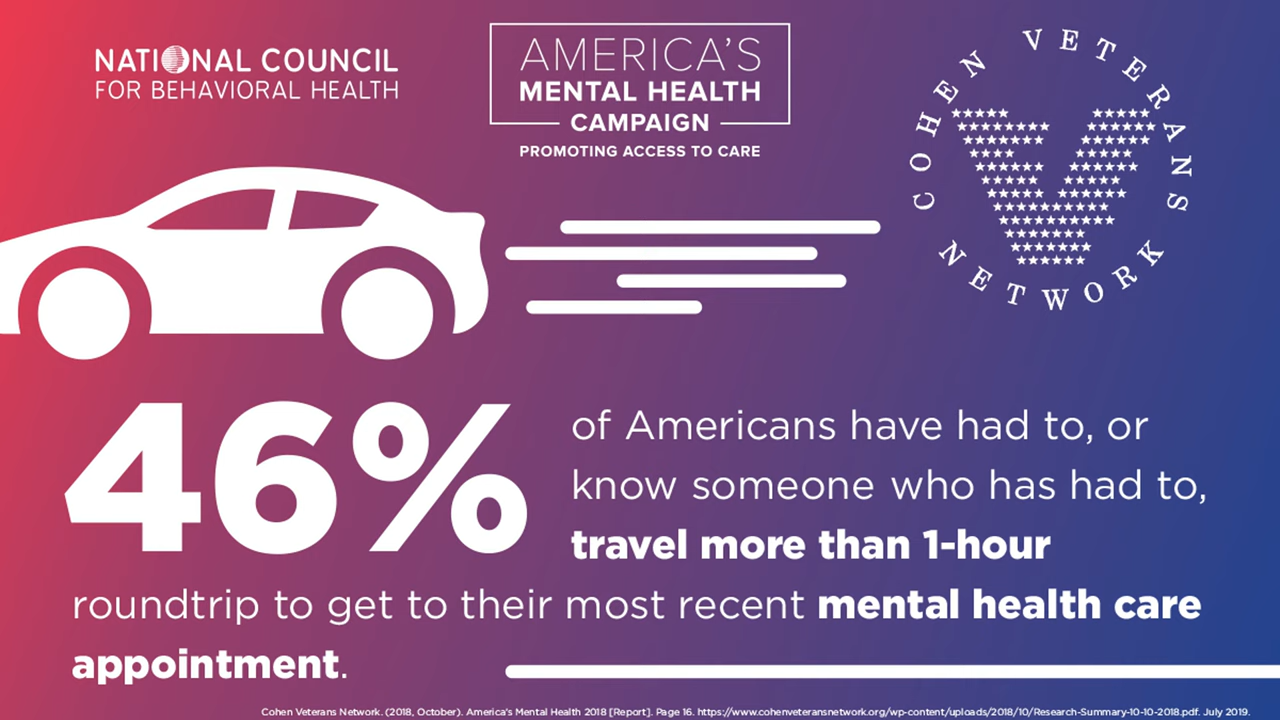 NATIONAL COUNCIL
FOR BEHAVIORAL HEALTH
AMERICA'S
MENTAL HEALTH
CAMPAIGN
PROMOTING ACCESS TO CARE
COHEN VETERANS
NETWORK
46%
of Americans have had to, or
know someone who has had to,
travel more than 1-hour
roundtrip to get to their most recent mental health care
appointment.
Cohen Veterans Network. (2018, October). America's Mental Health 2018 [Report]. Page 16. https://www.cohenveteransnetwork.org/wp-content/uploads/2018/10/Research-Summary-10-10-2018.pdf. July 2019.